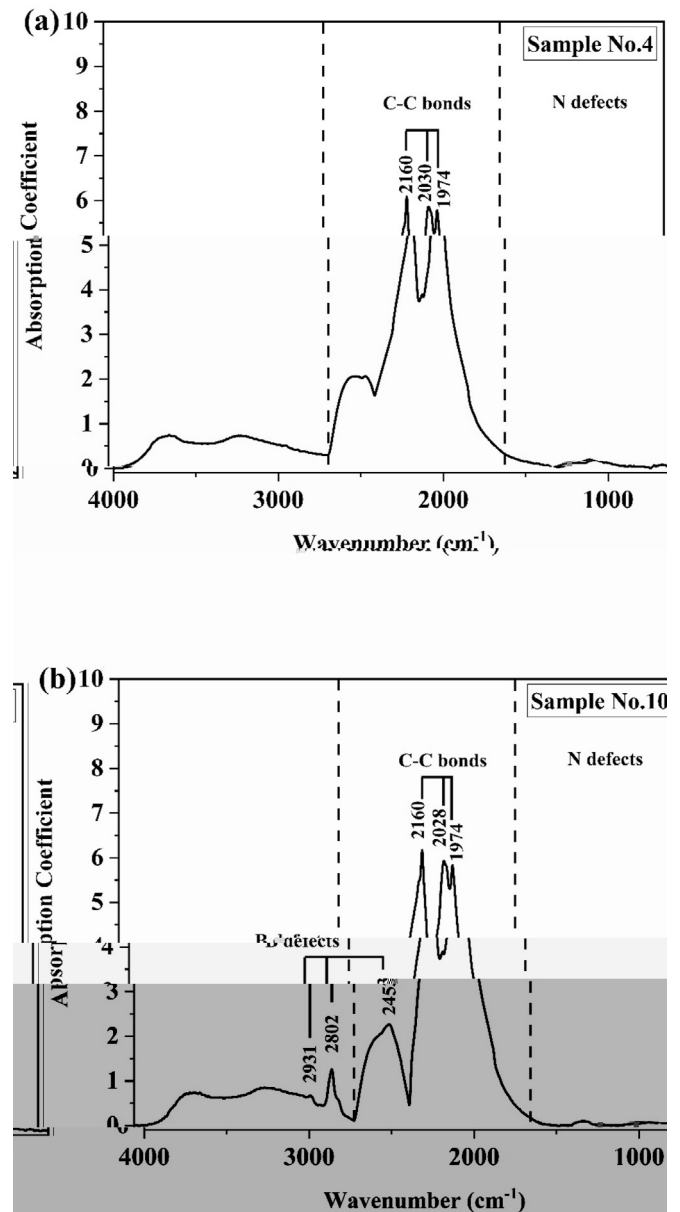 (a)
Sample No.4
C-C bonds
N defects
2160
2030
1974
10
9
8
7
6
5
4
3
2
1
0
Absorption Coefficient
4000
3000
2000
1000
Wavenumber (cm⁻¹)
(b)
Sample No.10
C-C bonds
N defects
2160
2028
1974
defects
2931
2802
10
9
8
7
6
5
4
3
2
1
0
Coefficient
4000
3000
2000
1000
Wavenumber (cm⁻¹)